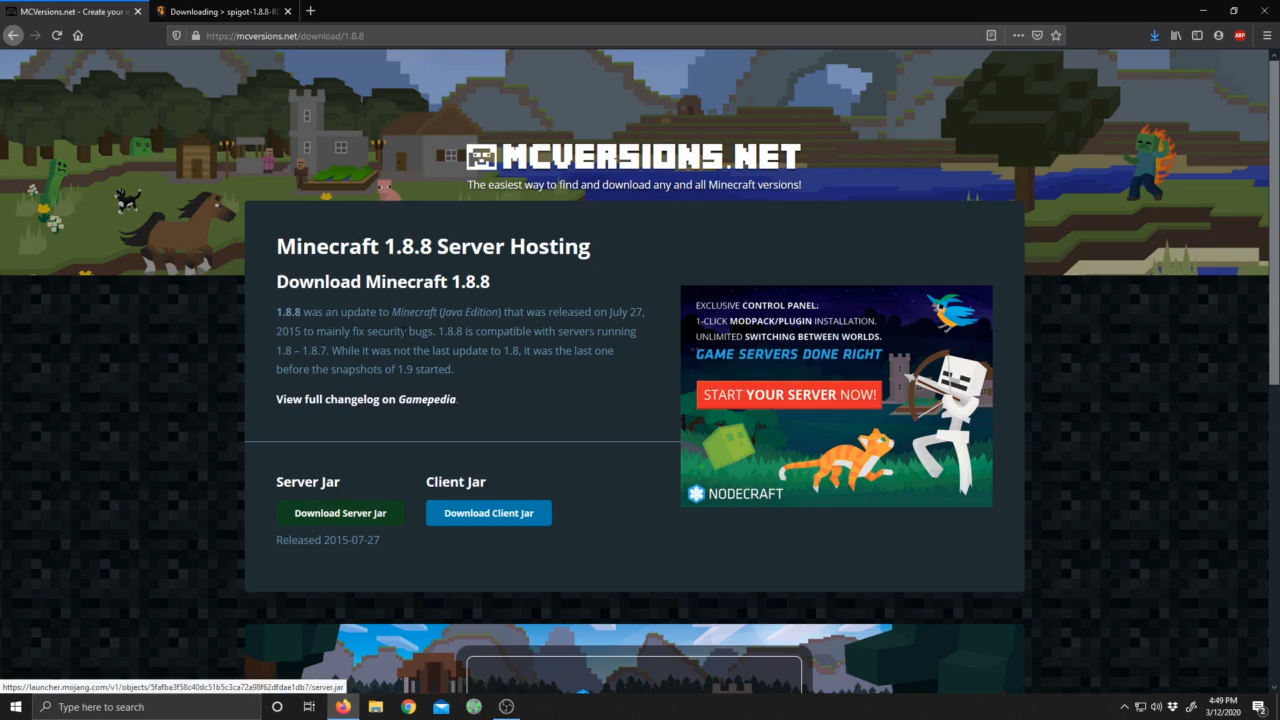 MCVersions.net - Create your o
Downloading > spigot-1.8.8-R0
https://mcversions.net/download/1.8.8
ABP
MCVERSIONS.NET
The easiest way to find and download any and all Minecraft versions!
Minecraft 1.8.8 Server Hosting
Download Minecraft 1.8.8
1.8.8 was an update to Minecraft (Java Edition) that was released on July 27,
2015 to mainly fix security bugs. 1.8.8 is compatible with servers running
1.8 – 1.8.7. While it was not the last update to 1.8, it was the last one
before the snapshots of 1.9 started.
View full changelog on Gamepedia.
EXCLUSIVE CONTROL PANEL.
1-CLICK MODPACK/PLUGIN INSTALLATION.
UNLIMITED SWITCHING BETWEEN WORLDS.
GAME SERVERS DONE RIGHT
START YOUR SERVER NOW!
NODECRAFT
Server Jar
Client Jar
Download Server Jar
Download Client Jar
Released 2015-07-27
https://launcher.mojang.com/v1/objects/5fafba3f58c40dc51b5c3ca72a98f62dfdae1db7/server.jar
Type here to search
4:49 PM
3/12/2020
2